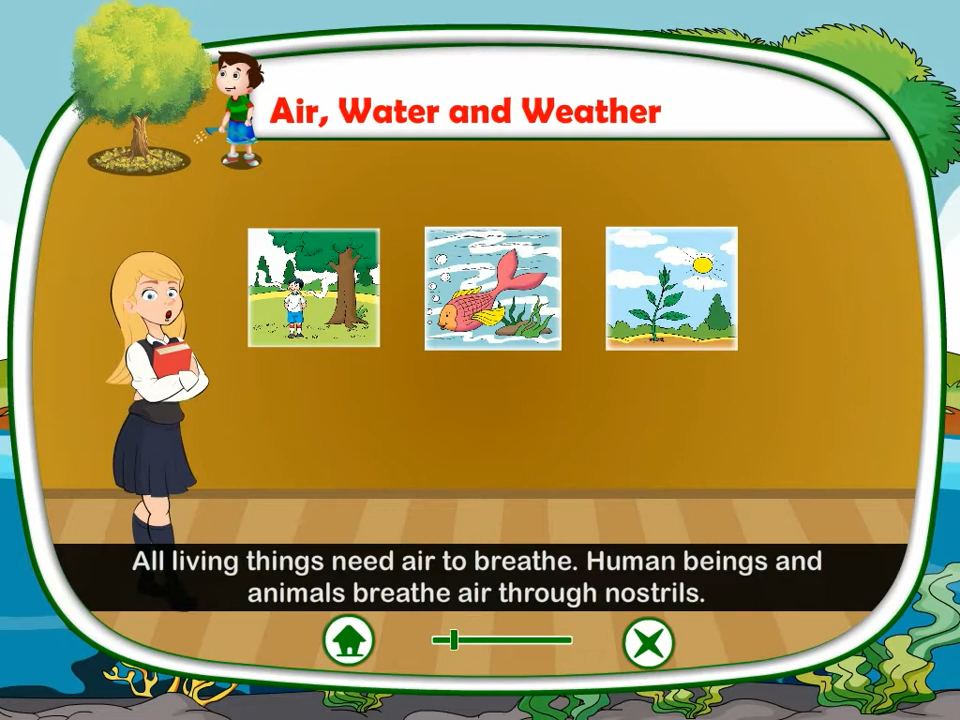 Air, Water and Weather
All living things need air to breathe. Human beings and
animals breathe air through nostrils.